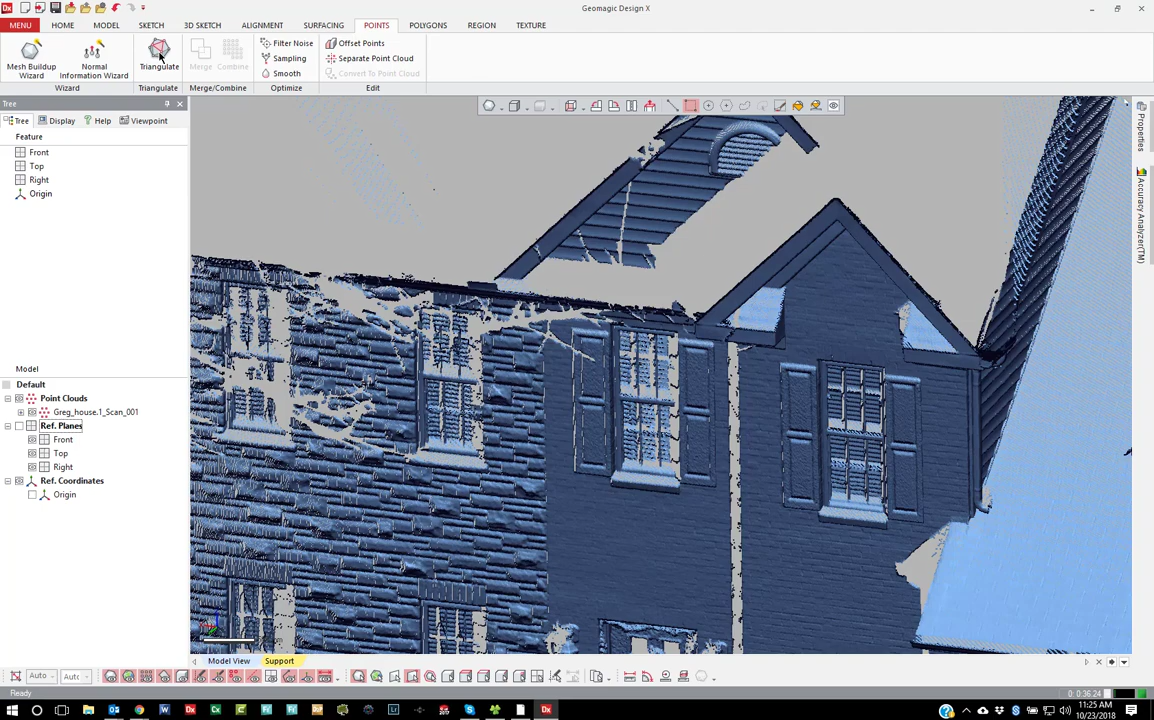 Dx
Geomagic Design X
MENU HOME MODEL SKETCH 3D SKETCH ALIGNMENT SURFACING POINTS POLYGONS REGION TEXTURE
Mesh Buildup Wizard
Normal Information Wizard
Triangulate
Merge
Combine
Filter Noise
Sampling
Smooth
Offset Points
Separate Point Cloud
Convert To Point Cloud
Wizard
Triangulate
Merge/Combine
Optimize
Edit
Tree
Tree Display Help Viewpoint
Feature
Front
Top
Right
Origin
Properties
Accuracy Analyzer(TM)
Model
Default
Point Clouds
Greg_house.1_Scan_001
Ref. Planes
Front
Top
Right
Ref. Coordinates
Origin
Model View Support
Auto Auto
Ready
0: 0:36:24
11:25 AM
10/23/2018